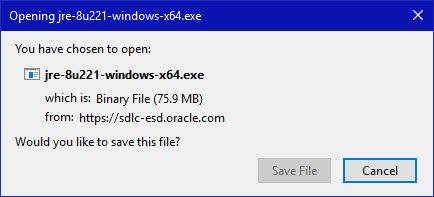 Opening jre-8u221-windows-x64.exe
You have chosen to open:
jre-8u221-windows-x64.exe
which is: Binary File (75.9 MB)
from: https://sdlc-esd.oracle.com
Would you like to save this file?
Save File Cancel